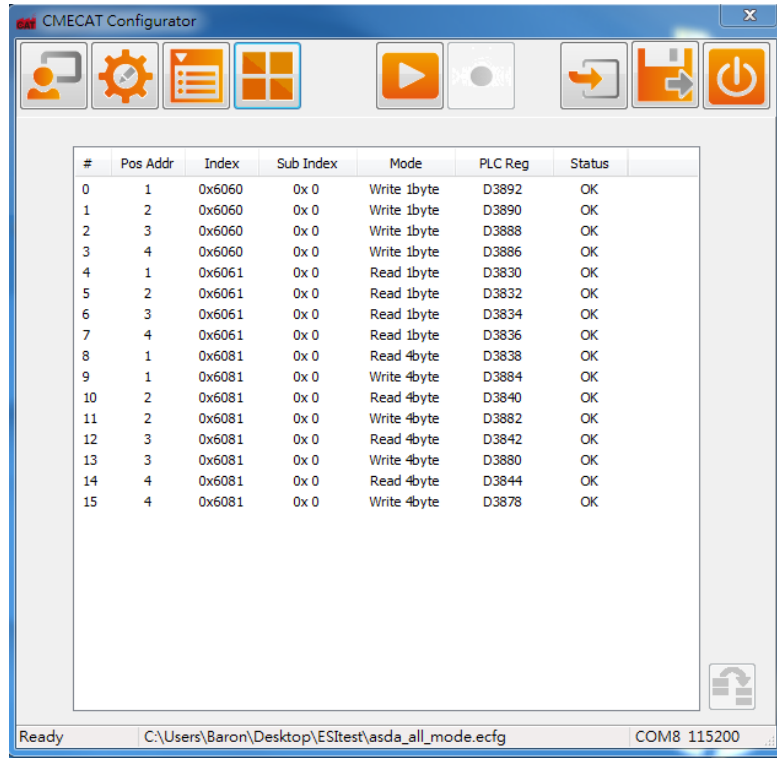 CAT CMECAT Configurator
# Pos Addr Index Sub Index Mode PLC Reg Status
0 1 0x6060 0x 0 Write 1byte D3892 OK
1 2 0x6060 0x 0 Write 1byte D3890 OK
2 3 0x6060 0x 0 Write 1byte D3888 OK
3 4 0x6060 0x 0 Write 1byte D3886 OK
4 1 0x6061 0x 0 Read 1byte D3830 OK
5 2 0x6061 0x 0 Read 1byte D3832 OK
6 3 0x6061 0x 0 Read 1byte D3834 OK
7 4 0x6061 0x 0 Read 1byte D3836 OK
8 1 0x6081 0x 0 Read 4byte D3838 OK
9 1 0x6081 0x 0 Write 4byte D3884 OK
10 2 0x6081 0x 0 Read 4byte D3840 OK
11 2 0x6081 0x 0 Write 4byte D3882 OK
12 3 0x6081 0x 0 Read 4byte D3842 OK
13 3 0x6081 0x 0 Write 4byte D3880 OK
14 4 0x6081 0x 0 Read 4byte D3844 OK
15 4 0x6081 0x 0 Write 4byte D3878 OK
Ready C:\Users\Baron\Desktop\ESItest\asda_all_mode.ecfg COM8 115200